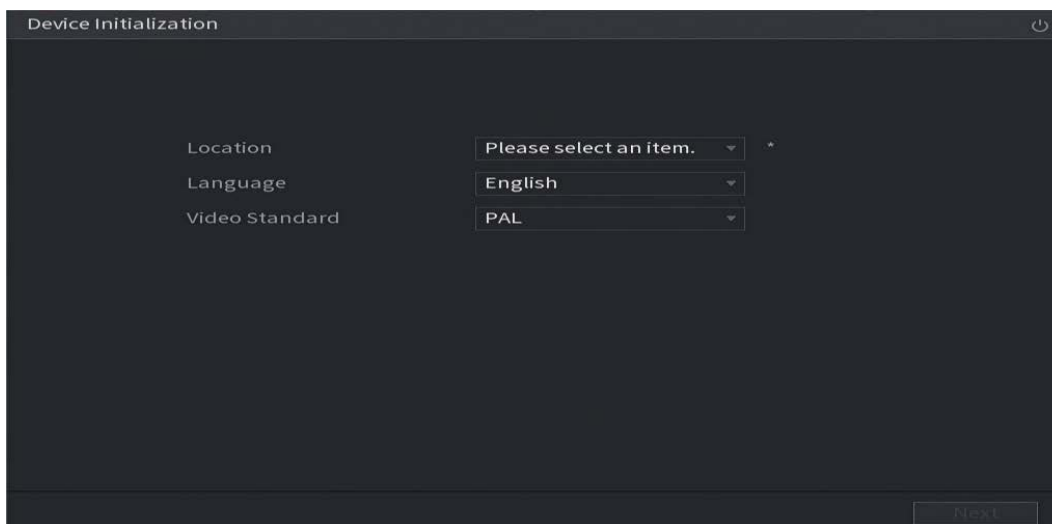 Device Initialization
Location Please select an item. *
Language English
Video Standard PAL
Next